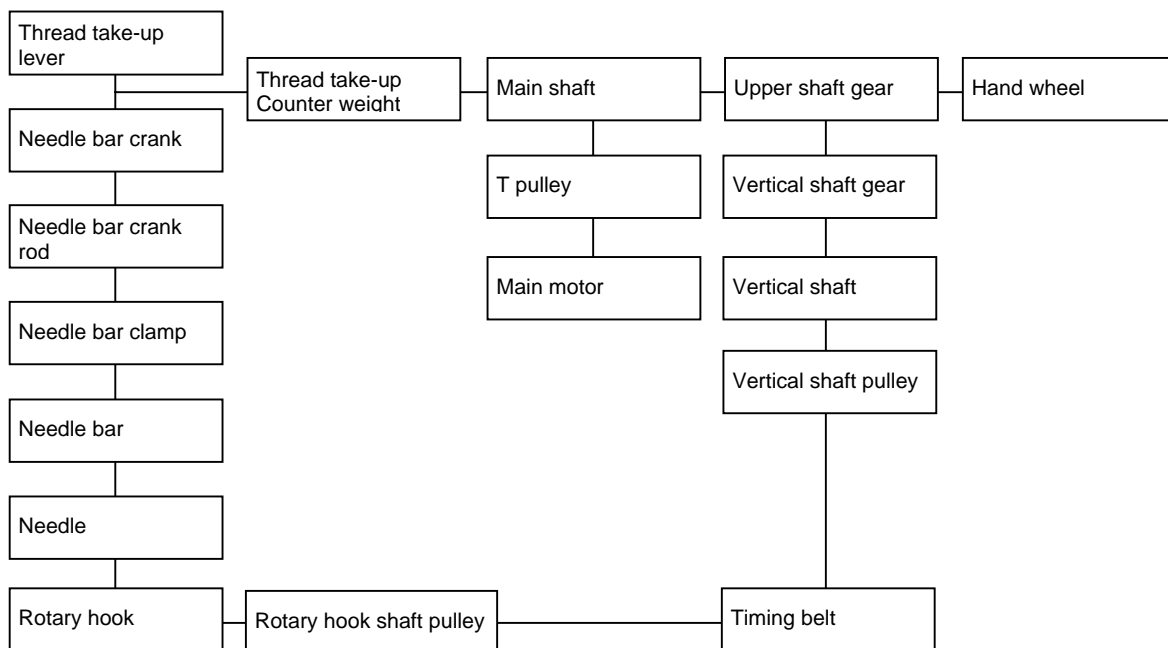 Thread take-up
lever
Thread take-up
Counter weight
Main shaft
Upper shaft gear
Hand wheel
Needle bar crank
T pulley
Vertical shaft gear
Needle bar crank
rod
Main motor
Vertical shaft
Needle bar clamp
Vertical shaft pulley
Needle bar
Needle
Rotary hook
Rotary hook shaft pulley
Timing belt